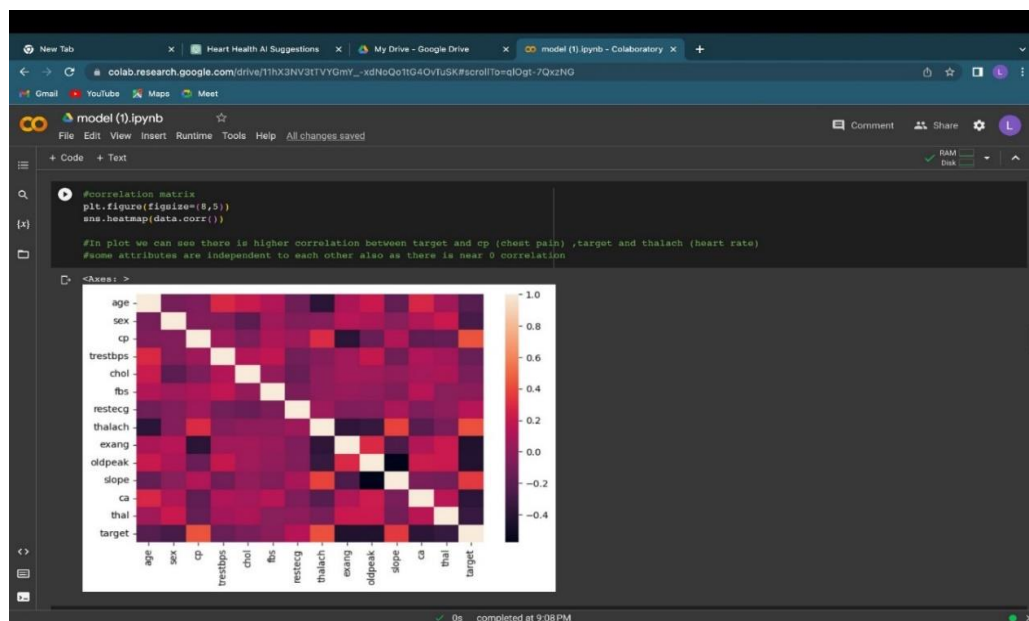 New Tab
Heart Health AI Suggestions
My Drive - Google Drive
model (1).ipynb - Colaboratory
colab.research.google.com/drive/11hX3NV3tTVYGmY_-xdNoQo1tG4OvTuSK#scrollTo=qlOgt-7QxzNG
Gmail YouTube Maps Meet
model (1).ipynb
Comment Share L
File Edit View Insert Runtime Tools Help All changes saved
+ Code + Text
RAM
Disk
#correlation matrix
plt.figure(figsize=(8,5))
sns.heatmap(data.corr())
#In plot we can see there is higher correlation between target and cp (chest pain) ,target and thalach (heart rate)
#some attributes are independent to each other also as there is near 0 correlation
<Axes: >
age
sex
cp
trestbps
chol
fbs
restecg
thalach
exang
oldpeak
slope
ca
thal
target
age sex cp trestbps chol fbs restecg thalach exang oldpeak slope ca thal target
1.0
0.8
0.6
0.4
0.2
0.0
−0.2
−0.4
0s completed at 9:08 PM